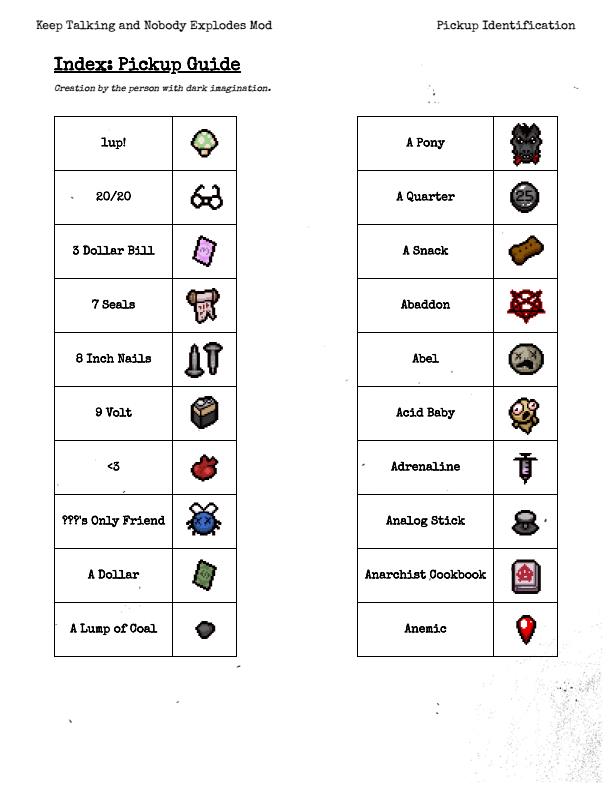 Keep Talking and Nobody Explodes Mod
Pickup Identification
Index: Pickup Guide
Creation by the person with dark imagination.
1up!
20/20
3 Dollar Bill
7 Seals
8 Inch Nails
9 Volt
<3
???'s Only Friend
A Dollar
A Lump of Coal
A Pony
A Quarter
25
A Snack
Abaddon
Abel
Acid Baby
Adrenaline
Analog Stick
Anarchist Cookbook
Anemic